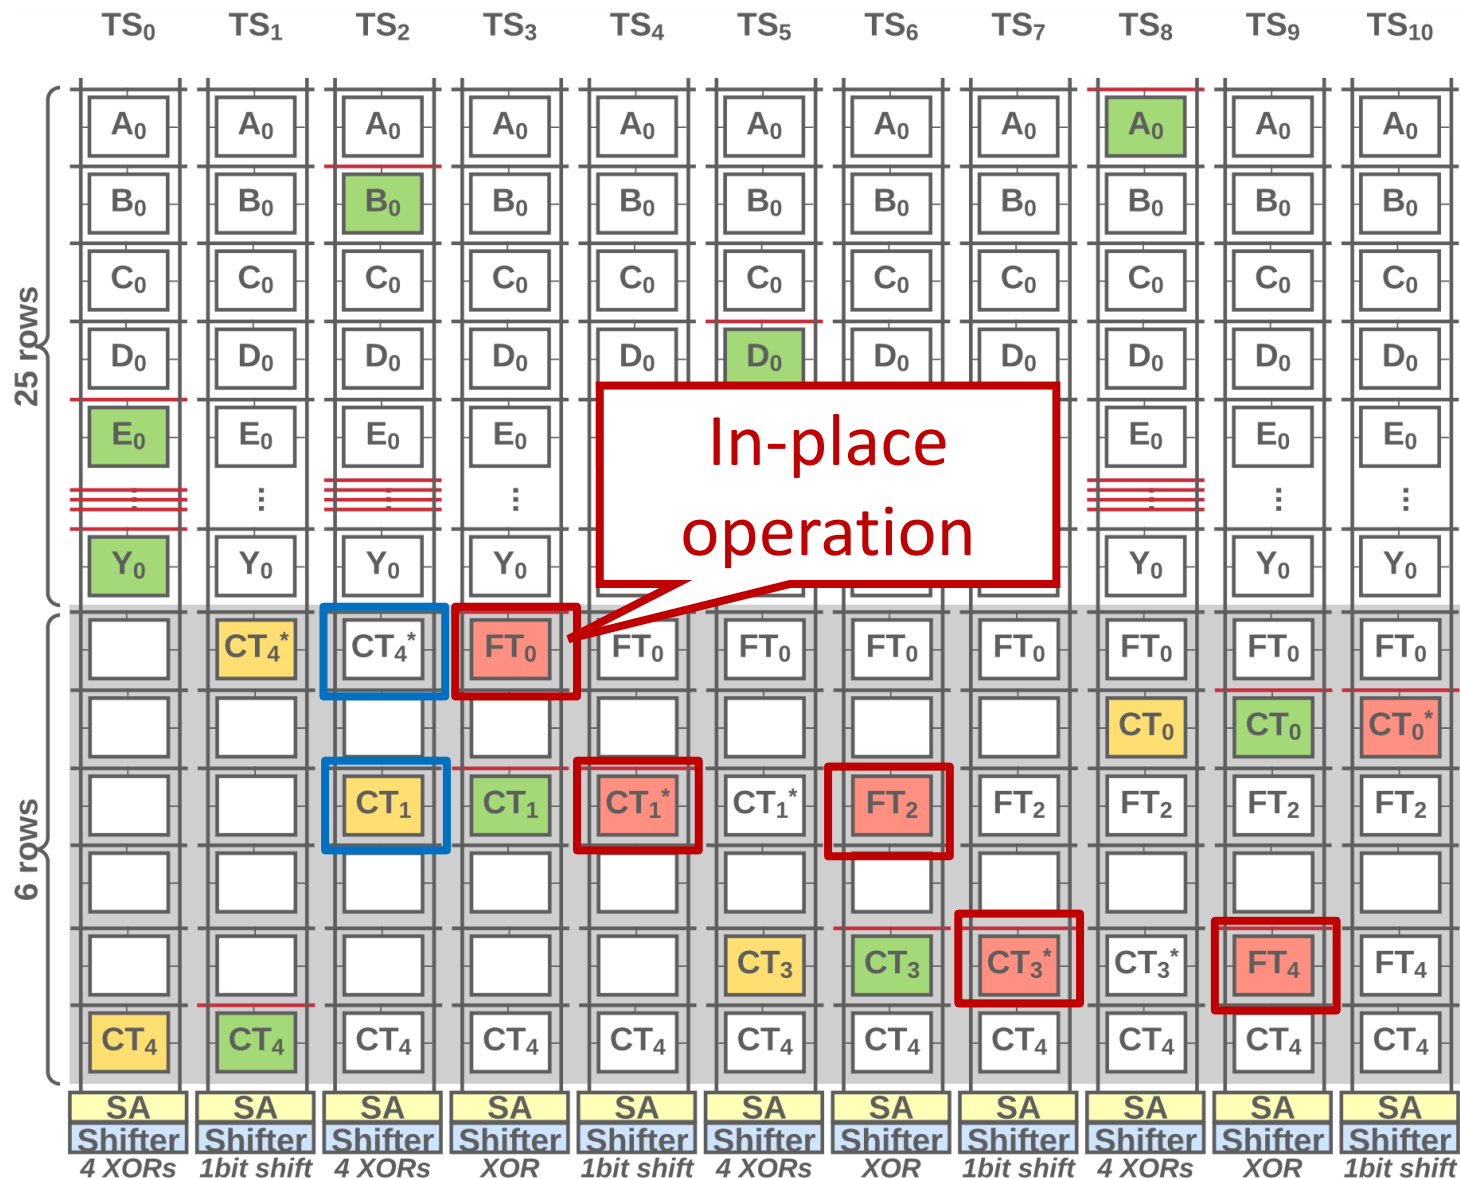 TS0 TS1 TS2 TS3 TS4 TS5 TS6 TS7 TS8 TS9 TS10
A0 A0 A0 A0 A0 A0 A0 A0 A0 A0 A0
B0 B0 B0 B0 B0 B0 B0 B0 B0 B0 B0
C0 C0 C0 C0 C0 C0 C0 C0 C0 C0 C0
D0 D0 D0 D0 D0 D0 D0 D0 D0 D0 D0
25 rows
E0 E0 E0 E0 E0 E0 E0
In-place
operation
Y0 Y0 Y0 Y0 Y0 Y0 Y0
CT4* CT4* FT0 FT0 FT0 FT0 FT0 FT0 FT0 FT0
CT0 CT0 CT0*
CT1 CT1 CT1* CT1* FT2 FT2 FT2 FT2 FT2
6 rows
CT3 CT3 CT3* CT3* FT4 FT4
CT4 CT4 CT4 CT4 CT4 CT4 CT4 CT4 CT4 CT4 CT4
SA SA SA SA SA SA SA SA SA SA SA
Shifter Shifter Shifter Shifter Shifter Shifter Shifter Shifter Shifter Shifter Shifter
4 XORs 1bit shift 4 XORs XOR 1bit shift 4 XORs XOR 1bit shift 4 XORs XOR 1bit shift